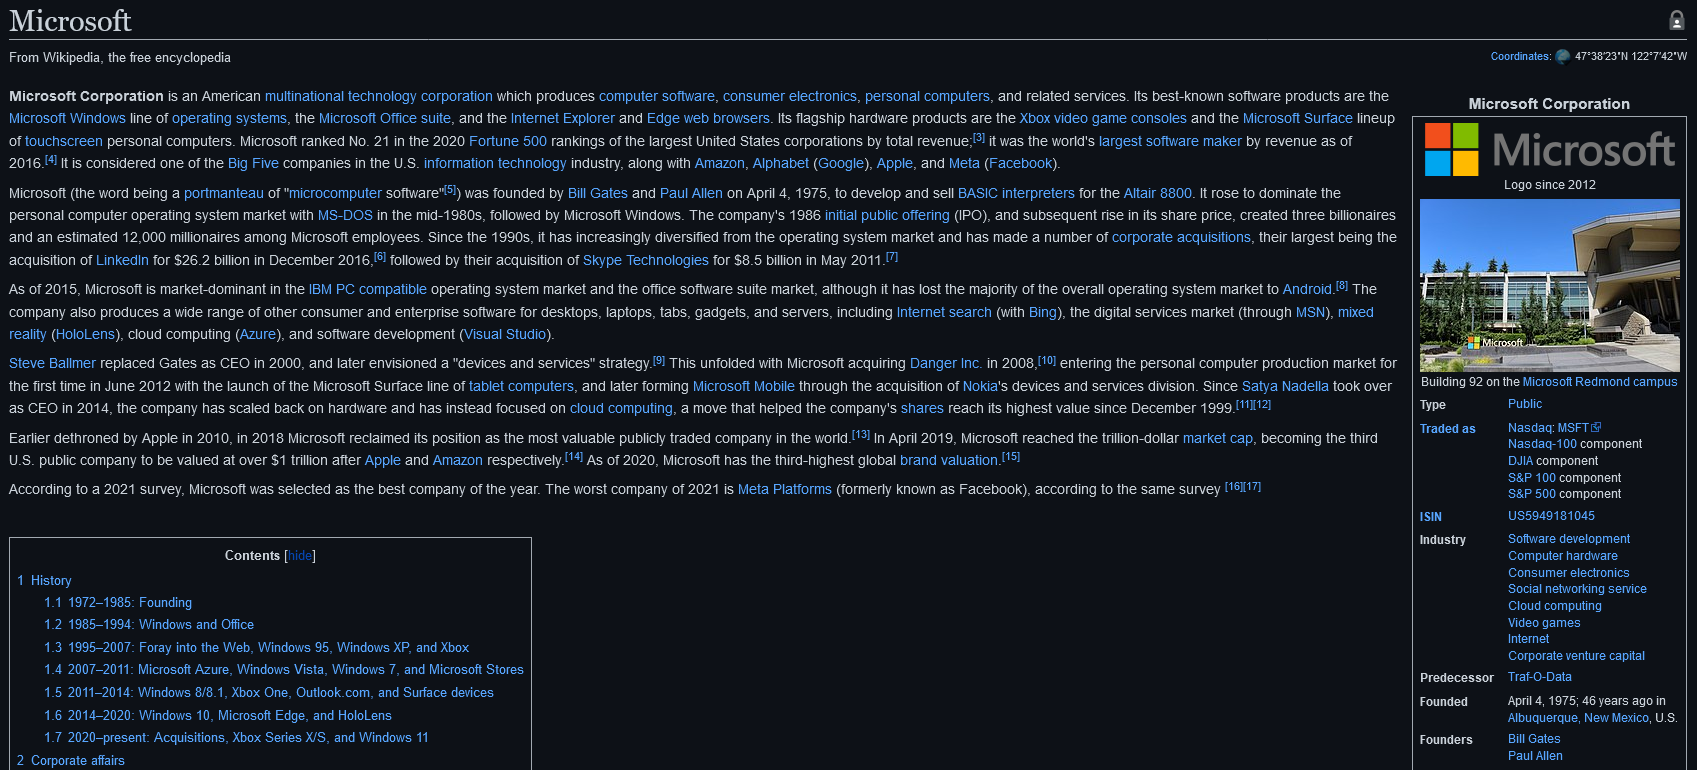 Microsoft
From Wikipedia, the free encyclopedia
Coordinates: 47°38′23″N 122°7′42″W
Microsoft Corporation is an American multinational technology corporation which produces computer software, consumer electronics, personal computers, and related services. Its best-known software products are the
Microsoft Windows line of operating systems, the Microsoft Office suite, and the Internet Explorer and Edge web browsers. Its flagship hardware products are the Xbox video game consoles and the Microsoft Surface lineup
of touchscreen personal computers. Microsoft ranked No. 21 in the 2020 Fortune 500 rankings of the largest United States corporations by total revenue;[3] it was the world's largest software maker by revenue as of
2016.[4] It is considered one of the Big Five companies in the U.S. information technology industry, along with Amazon, Alphabet (Google), Apple, and Meta (Facebook).
Microsoft (the word being a portmanteau of "microcomputer software"[5]) was founded by Bill Gates and Paul Allen on April 4, 1975, to develop and sell BASIC interpreters for the Altair 8800. It rose to dominate the
personal computer operating system market with MS-DOS in the mid-1980s, followed by Microsoft Windows. The company's 1986 initial public offering (IPO), and subsequent rise in its share price, created three billionaires
and an estimated 12,000 millionaires among Microsoft employees. Since the 1990s, it has increasingly diversified from the operating system market and has made a number of corporate acquisitions, their largest being the
acquisition of LinkedIn for $26.2 billion in December 2016,[6] followed by their acquisition of Skype Technologies for $8.5 billion in May 2011.[7]
As of 2015, Microsoft is market-dominant in the IBM PC compatible operating system market and the office software suite market, although it has lost the majority of the overall operating system market to Android.[8] The
company also produces a wide range of other consumer and enterprise software for desktops, laptops, tabs, gadgets, and servers, including Internet search (with Bing), the digital services market (through MSN), mixed
reality (HoloLens), cloud computing (Azure), and software development (Visual Studio).
Steve Ballmer replaced Gates as CEO in 2000, and later envisioned a "devices and services" strategy.[9] This unfolded with Microsoft acquiring Danger Inc. in 2008,[10] entering the personal computer production market for
the first time in June 2012 with the launch of the Microsoft Surface line of tablet computers, and later forming Microsoft Mobile through the acquisition of Nokia's devices and services division. Since Satya Nadella took over
as CEO in 2014, the company has scaled back on hardware and has instead focused on cloud computing, a move that helped the company's shares reach its highest value since December 1999.[11][12]
Earlier dethroned by Apple in 2010, in 2018 Microsoft reclaimed its position as the most valuable publicly traded company in the world.[13] In April 2019, Microsoft reached the trillion-dollar market cap, becoming the third
U.S. public company to be valued at over $1 trillion after Apple and Amazon respectively.[14] As of 2020, Microsoft has the third-highest global brand valuation.[15]
According to a 2021 survey, Microsoft was selected as the best company of the year. The worst company of 2021 is Meta Platforms (formerly known as Facebook), according to the same survey [16][17]
Contents [hide]
1 History
1.1 1972–1985: Founding
1.2 1985–1994: Windows and Office
1.3 1995–2007: Foray into the Web, Windows 95, Windows XP, and Xbox
1.4 2007–2011: Microsoft Azure, Windows Vista, Windows 7, and Microsoft Stores
1.5 2011–2014: Windows 8/8.1, Xbox One, Outlook.com, and Surface devices
1.6 2014–2020: Windows 10, Microsoft Edge, and HoloLens
1.7 2020–present: Acquisitions, Xbox Series X/S, and Windows 11
2 Corporate affairs
Microsoft Corporation
Microsoft
Logo since 2012
Microsoft
Building 92 on the Microsoft Redmond campus
Type Public
Traded as Nasdaq: MSFT
Nasdaq-100 component
DJIA component
S&P 100 component
S&P 500 component
ISIN US5949181045
Industry Software development
Computer hardware
Consumer electronics
Social networking service
Cloud computing
Video games
Internet
Corporate venture capital
Predecessor Traf-O-Data
Founded April 4, 1975; 46 years ago in
Albuquerque, New Mexico, U.S.
Founders Bill Gates
Paul Allen